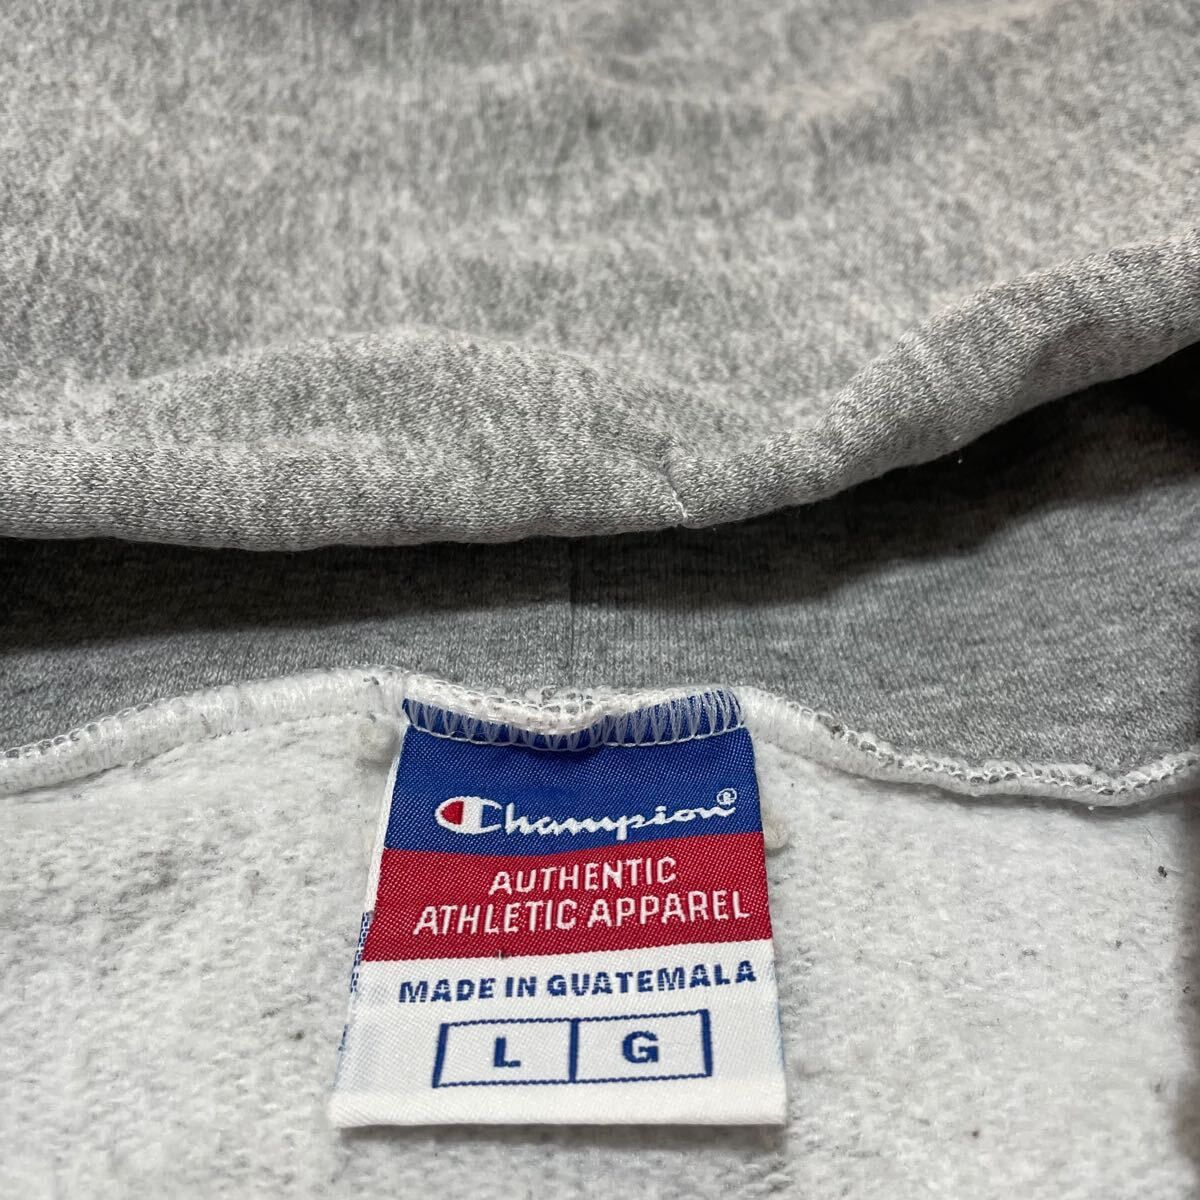 Champion®
AUTHENTIC
ATHLETIC APPAREL
MADE IN GUATEMALA
L G